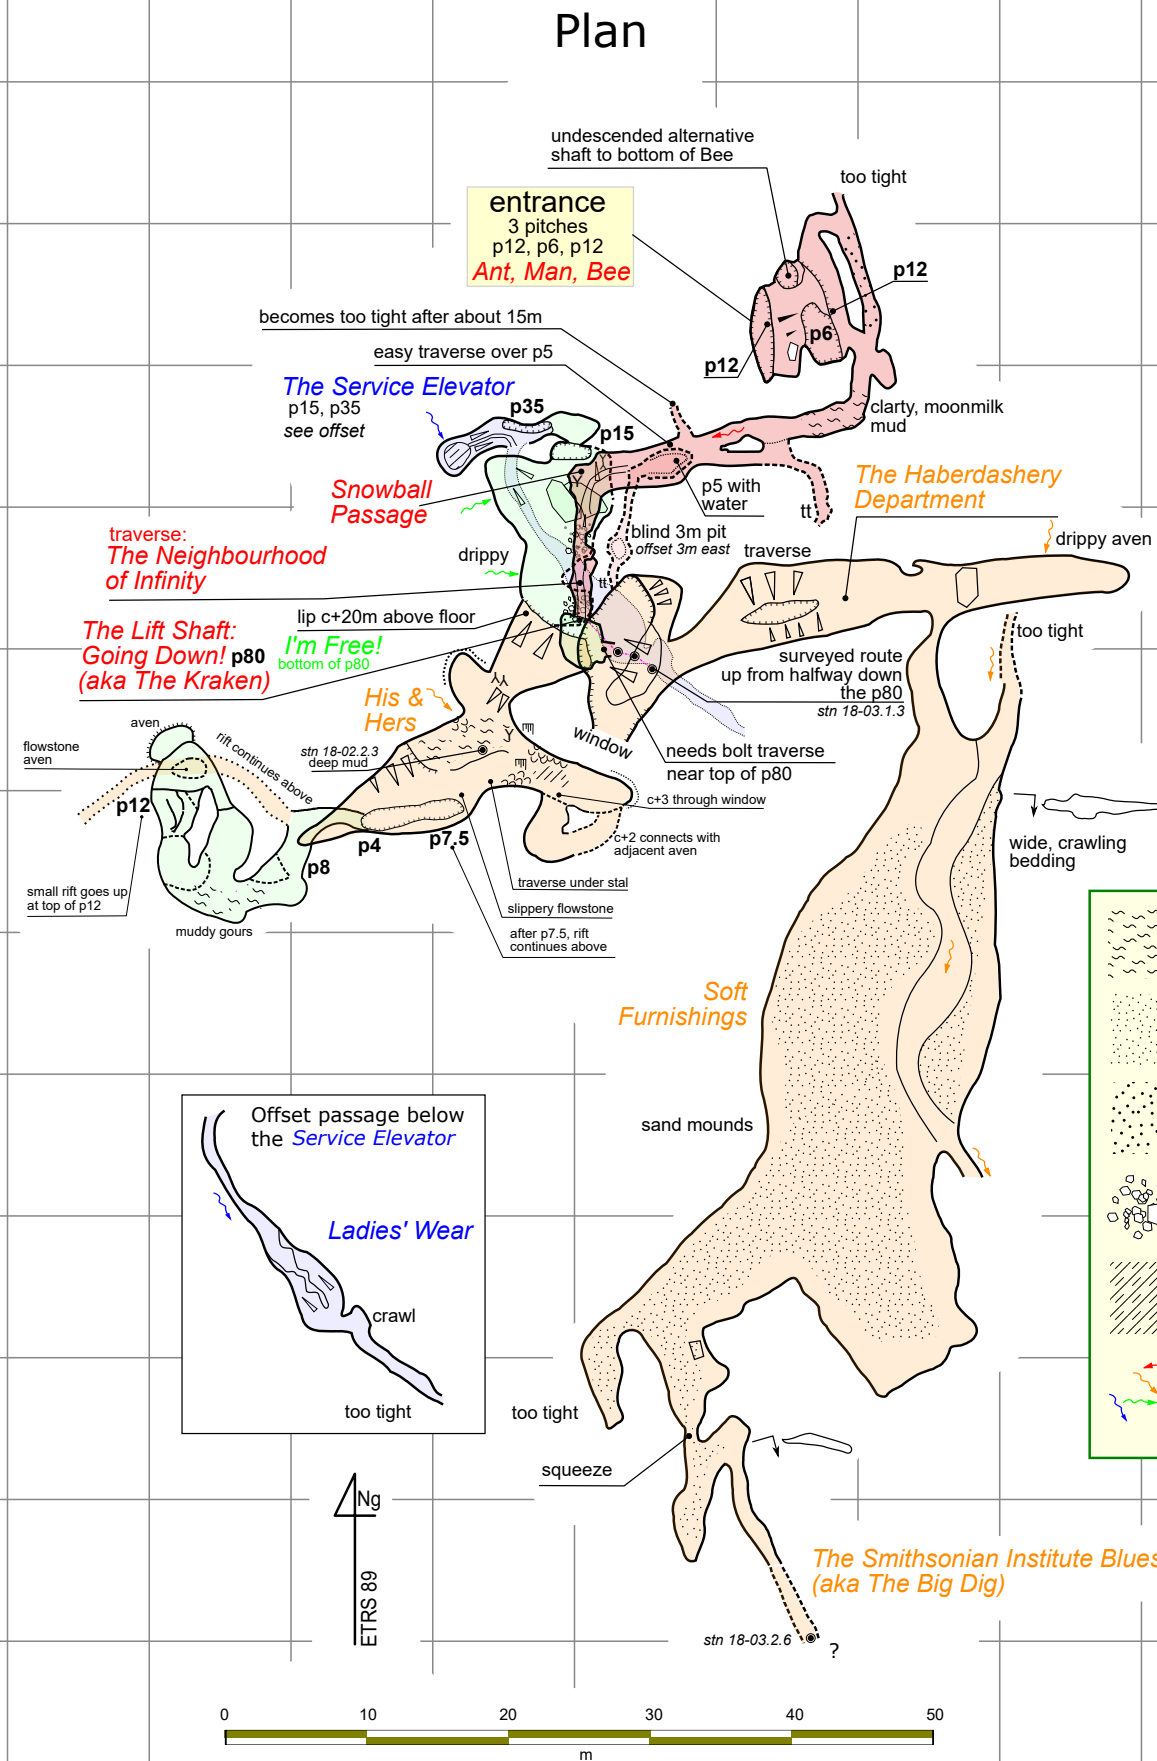 Plan
undescended alternative
shaft to bottom of Bee
too tight
entrance
3 pitches
p12, p6, p12
Ant, Man, Bee
p12
becomes too tight after about 15m
p6
easy traverse over p5
p12
The Service Elevator
p15, p35
see offset
p35
clarty, moonmilk
mud
p15
The Haberdashery
Department
Snowball
Passage
p5 with
water
tt
traverse:
The Neighbourhood
of Infinity
drippy
blind 3m pit
offset 3m east
traverse
drippy aven
tt
lip c+20m above floor
too tight
The Lift Shaft:
Going Down! p80
(aka The Kraken)
I'm Free!
bottom of p80
surveyed route
up from halfway down
the p80
stn 18-03.1.3
His &
Hers
aven
rift continues above
flowstone
aven
stn 18-02.2.3
deep mud
window
needs bolt traverse
near top of p80
p12
c+3 through window
p4
p7.5
c+2 connects with
adjacent aven
wide, crawling
bedding
p8
small rift goes up
at top of p12
traverse under stal
slippery flowstone
muddy gours
after p7.5, rift
continues above
Soft
Furnishings
sand mounds
Offset passage below
the Service Elevator
Ladies' Wear
crawl
too tight
too tight
squeeze
Ng
ETRS 89
The Smithsonian Institute Blues
(aka The Big Dig)
stn 18-03.2.6
?
0 10 20 30 40 50
m